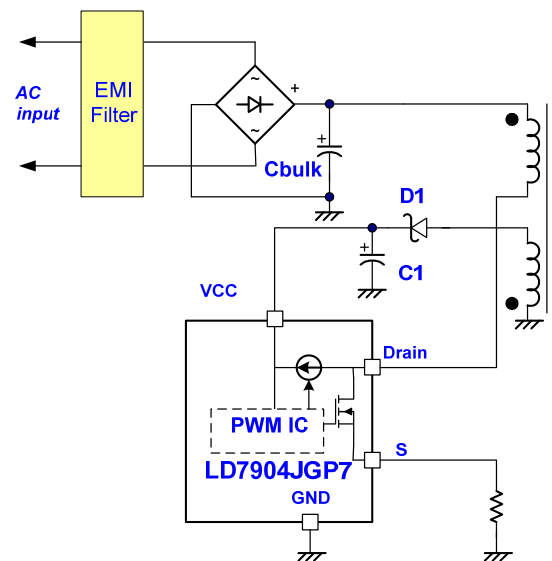 AC
input
EMI
Filter
~
+
~
+
Cbulk
D1
+
C1
VCC
Drain
PWM IC
LD7904JGP7
S
GND